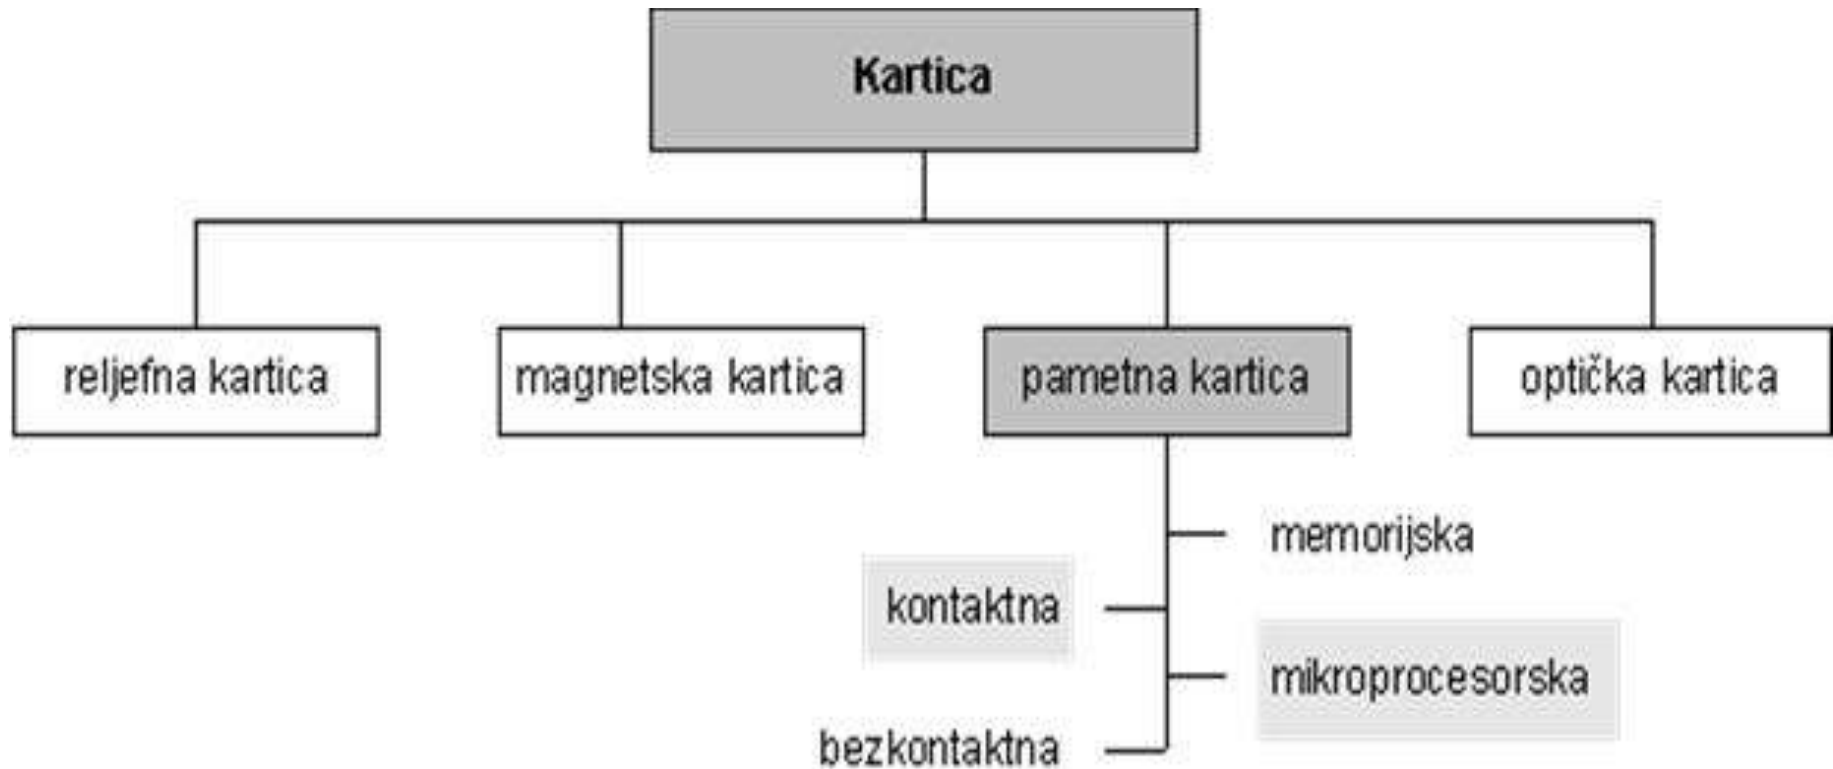 Kartica
reljefna kartica
magnetska kartica
pametna kartica
optička kartica
memorijska
kontaktna
mikroprocesorska
bezkontaktna